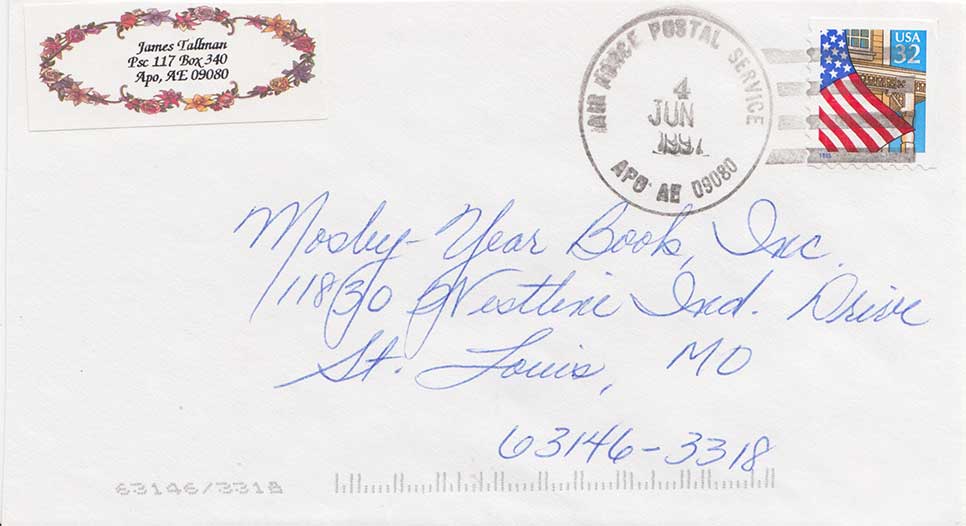 James Tallman
Psc 117 Box 340
Apo, AE 09080
AIR FORCE POSTAL SERVICE
4
JUN
1997
APO AE 09080
USA
32
Mosby-Year Book, Inc.
11830 Westline Ind. Drive
St. Louis, MO
63146-3318
63146/3318